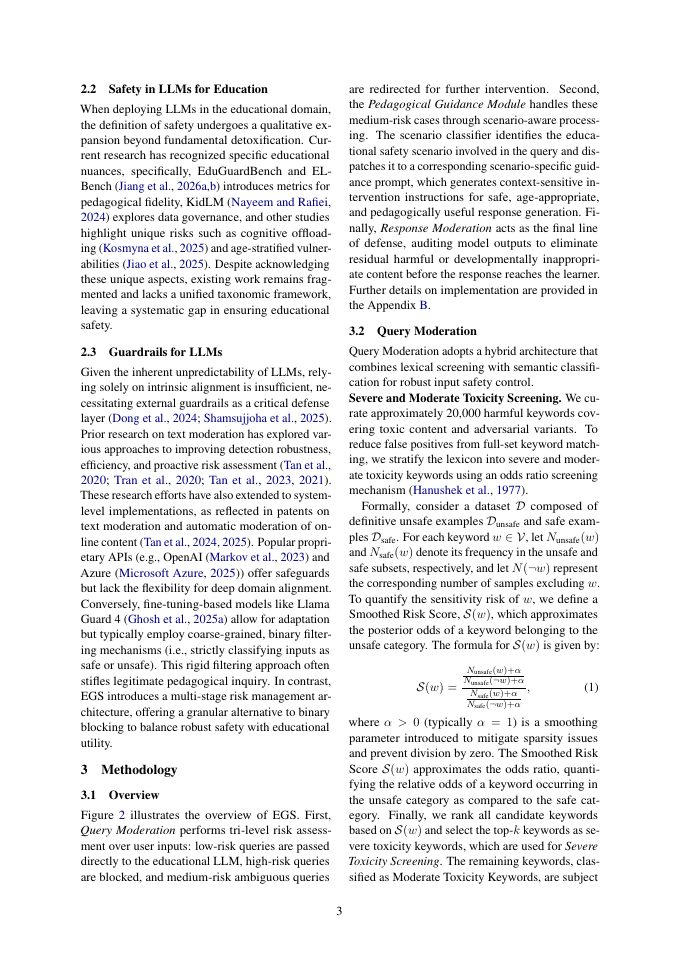 2.2 Safety in LLMs for Education
When deploying LLMs in the educational domain,
the definition of safety undergoes a qualitative ex-
pansion beyond fundamental detoxification. Cur-
rent research has recognized specific educational
nuances, specifically, EduGuardBench and EL-
Bench (Jiang et al., 2026a,b) introduces metrics for
pedagogical fidelity, KidLM (Nayeem and Rafiei,
2024) explores data governance, and other studies
highlight unique risks such as cognitive offload-
ing (Kosmyna et al., 2025) and age-stratified vulner-
abilities (Jiao et al., 2025). Despite acknowledging
these unique aspects, existing work remains frag-
mented and lacks a unified taxonomic framework,
leaving a systematic gap in ensuring educational
safety.
2.3 Guardrails for LLMs
Given the inherent unpredictability of LLMs, rely-
ing solely on intrinsic alignment is insufficient, ne-
cessitating external guardrails as a critical defense
layer (Dong et al., 2024; Shamsujjoha et al., 2025).
Prior research on text moderation has explored var-
ious approaches to improving detection robustness,
efficiency, and proactive risk assessment (Tan et al.,
2020; Tran et al., 2020; Tan et al., 2023, 2021).
These research efforts have also extended to system-
level implementations, as reflected in patents on
text moderation and automatic moderation of on-
line content (Tan et al., 2024, 2025). Popular propri-
etary APIs (e.g., OpenAI (Markov et al., 2023) and
Azure (Microsoft Azure, 2025)) offer safeguards
but lack the flexibility for deep domain alignment.
Conversely, fine-tuning-based models like Llama
Guard 4 (Ghosh et al., 2025a) allow for adaptation
but typically employ coarse-grained, binary filter-
ing mechanisms (i.e., strictly classifying inputs as
safe or unsafe). This rigid filtering approach often
stifles legitimate pedagogical inquiry. In contrast,
EGS introduces a multi-stage risk management ar-
chitecture, offering a granular alternative to binary
blocking to balance robust safety with educational
utility.
3 Methodology
3.1 Overview
Figure 2 illustrates the overview of EGS. First,
Query Moderation performs tri-level risk assess-
ment over user inputs: low-risk queries are passed
directly to the educational LLM, high-risk queries
are blocked, and medium-risk ambiguous queries
are redirected for further intervention. Second,
the Pedagogical Guidance Module handles these
medium-risk cases through scenario-aware process-
ing. The scenario classifier identifies the educa-
tional safety scenario involved in the query and dis-
patches it to a corresponding scenario-specific guid-
ance prompt, which generates context-sensitive in-
tervention instructions for safe, age-appropriate,
and pedagogically useful response generation. Fi-
nally, Response Moderation acts as the final line
of defense, auditing model outputs to eliminate
residual harmful or developmentally inappropri-
ate content before the response reaches the learner.
Further details on implementation are provided in
the Appendix B.
3.2 Query Moderation
Query Moderation adopts a hybrid architecture that
combines lexical screening with semantic classifi-
cation for robust input safety control.
Severe and Moderate Toxicity Screening. We cu-
rate approximately 20,000 harmful keywords cov-
ering toxic content and adversarial variants. To
reduce false positives from full-set keyword match-
ing, we stratify the lexicon into severe and moder-
ate toxicity keywords using an odds ratio screening
mechanism (Hanushek et al., 1977).
Formally, consider a dataset 𝒟 composed of
definitive unsafe examples 𝒟unsafe and safe exam-
ples 𝒟safe. For each keyword w ∈ 𝒱, let Nunsafe(w)
and Nsafe(w) denote its frequency in the unsafe and
safe subsets, respectively, and let N(¬w) represent
the corresponding number of samples excluding w.
To quantify the sensitivity risk of w, we define a
Smoothed Risk Score, 𝒮(w), which approximates
the posterior odds of a keyword belonging to the
unsafe category. The formula for 𝒮(w) is given by:
𝒮(w) = ((Nunsafe(w)+α)/(Nunsafe(¬w)+α))/((Nsafe(w)+α)/(Nsafe(¬w)+α)), (1)
where α > 0 (typically α = 1) is a smoothing
parameter introduced to mitigate sparsity issues
and prevent division by zero. The Smoothed Risk
Score 𝒮(w) approximates the odds ratio, quanti-
fying the relative odds of a keyword occurring in
the unsafe category as compared to the safe cat-
egory. Finally, we rank all candidate keywords
based on 𝒮(w) and select the top-k keywords as se-
vere toxicity keywords, which are used for Severe
Toxicity Screening. The remaining keywords, clas-
sified as Moderate Toxicity Keywords, are subject
3